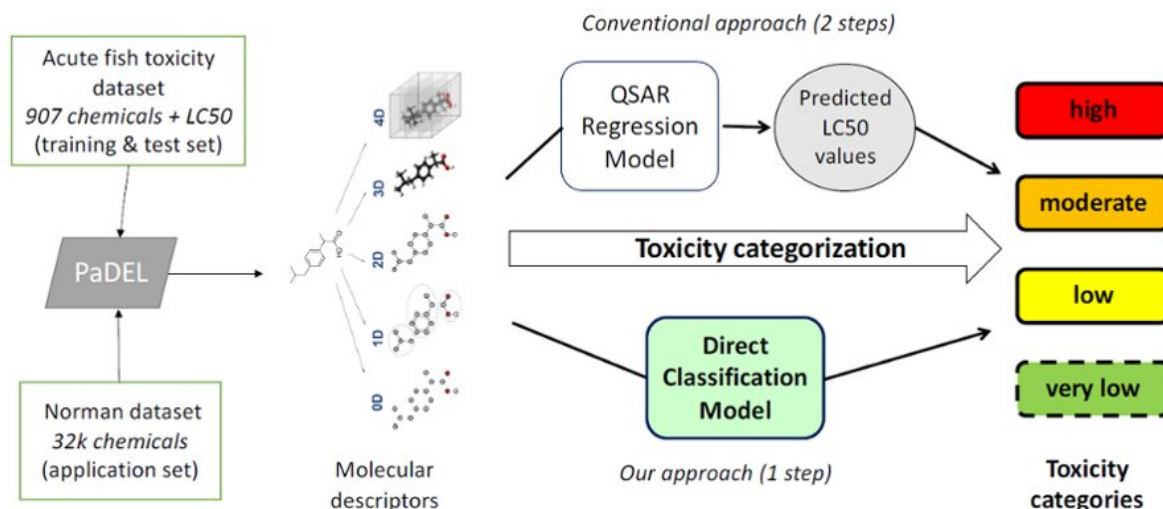 Acute fish toxicity
dataset
907 chemicals + LC50
(training & test set)
PaDEL
Norman dataset
32k chemicals
(application set)
4D
3D
2D
1D
0D
OH
Molecular
descriptors
Conventional approach (2 steps)
QSAR
Regression
Model
Predicted
LC50
values
Toxicity categorization
Direct
Classification
Model
Our approach (1 step)
high
moderate
low
very low
Toxicity
categories